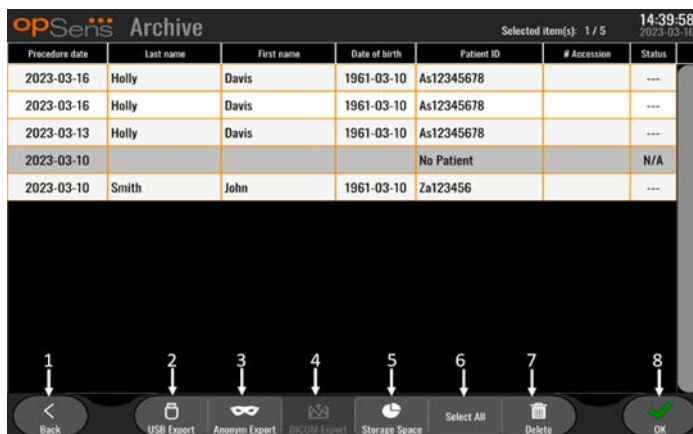 opSens Archive Selected item(s): 1 / 5 14:39:58
2023-03-16
Procedure date Last name First name Date of birth Patient ID # Accession Status
2023-03-16 Holly Davis 1961-03-10 As12345678 ---
2023-03-16 Holly Davis 1961-03-10 As12345678 ---
2023-03-13 Holly Davis 1961-03-10 As12345678 ---
2023-03-10 No Patient N/A
2023-03-10 Smith John 1961-03-10 Za123456 ---
1 2 3 4 5 6 7 8
Back USB Export Anonym Export DICOM Export Storage Space Select All Delete OK